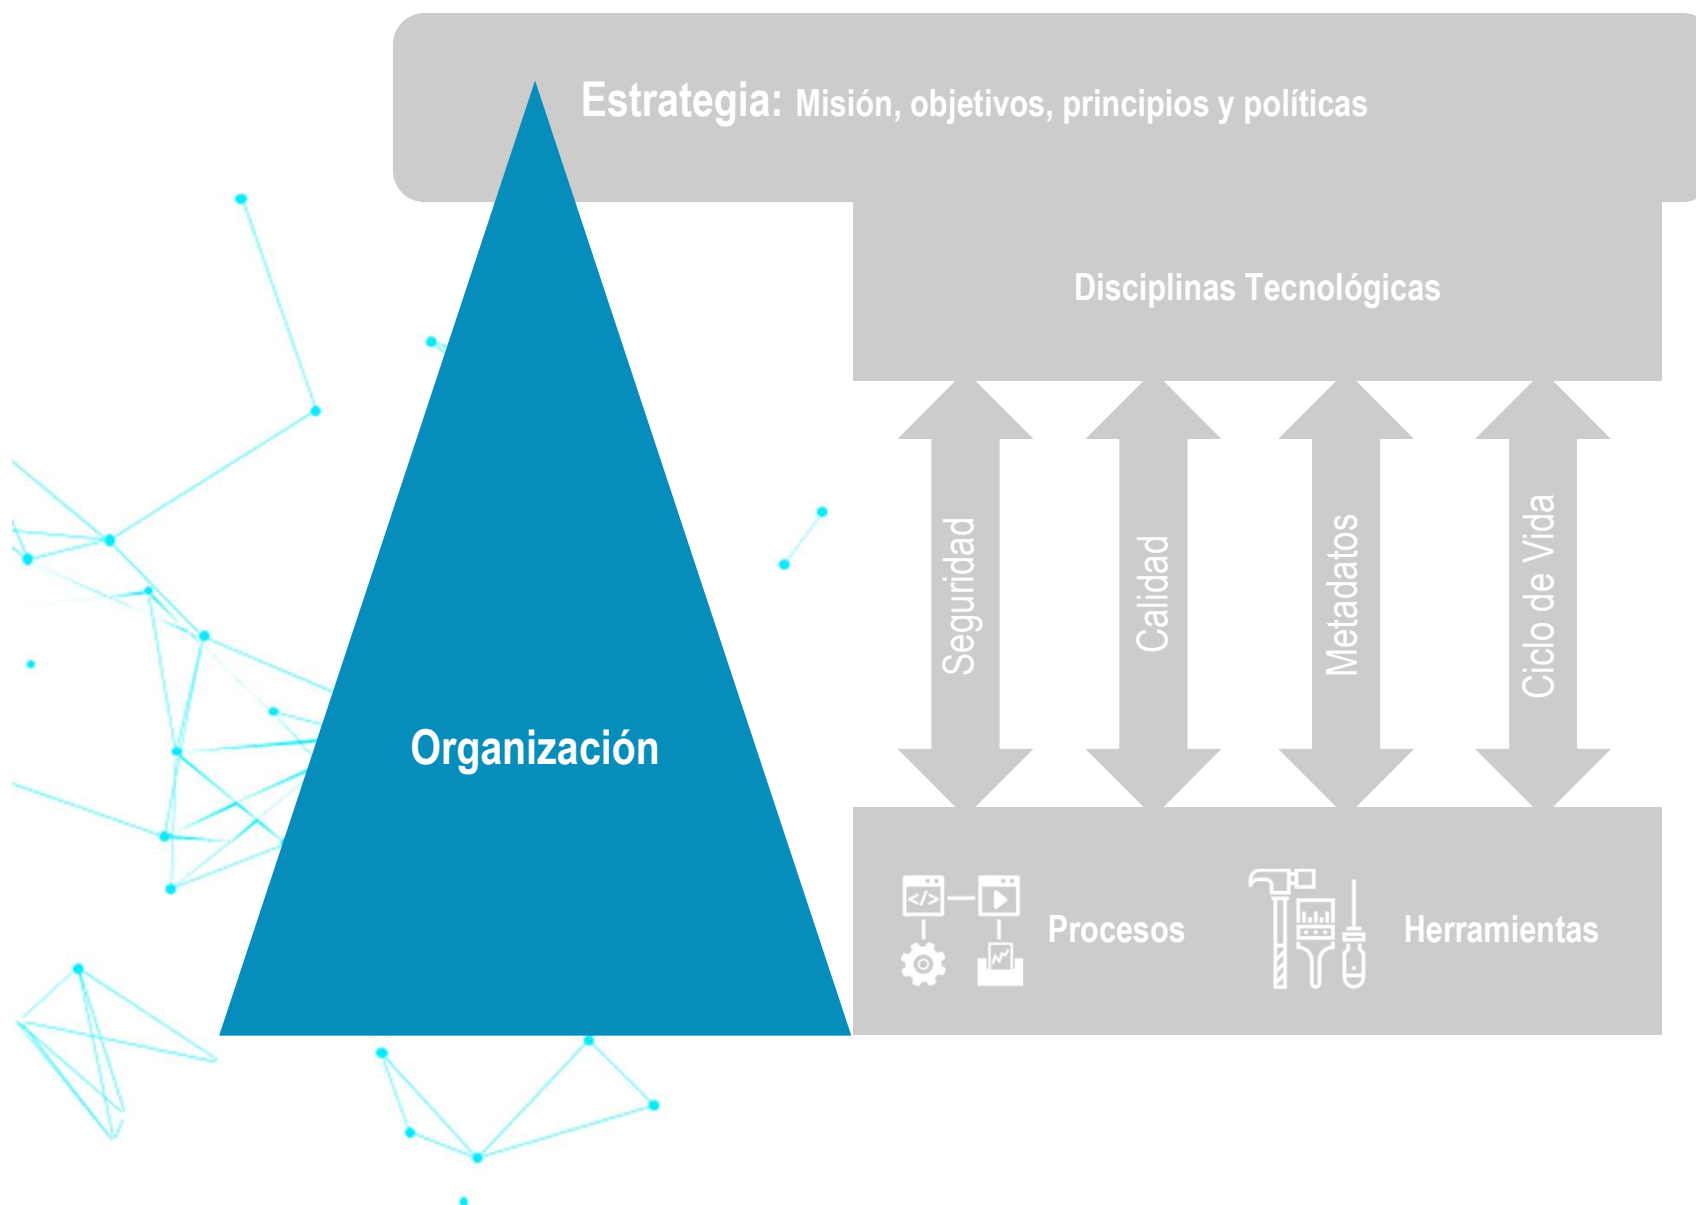 Estrategia: Misión, objetivos, principios y políticas
Disciplinas Tecnológicas
Seguridad
Calidad
Metadatos
Ciclo de Vida
Organización
Procesos
Herramientas